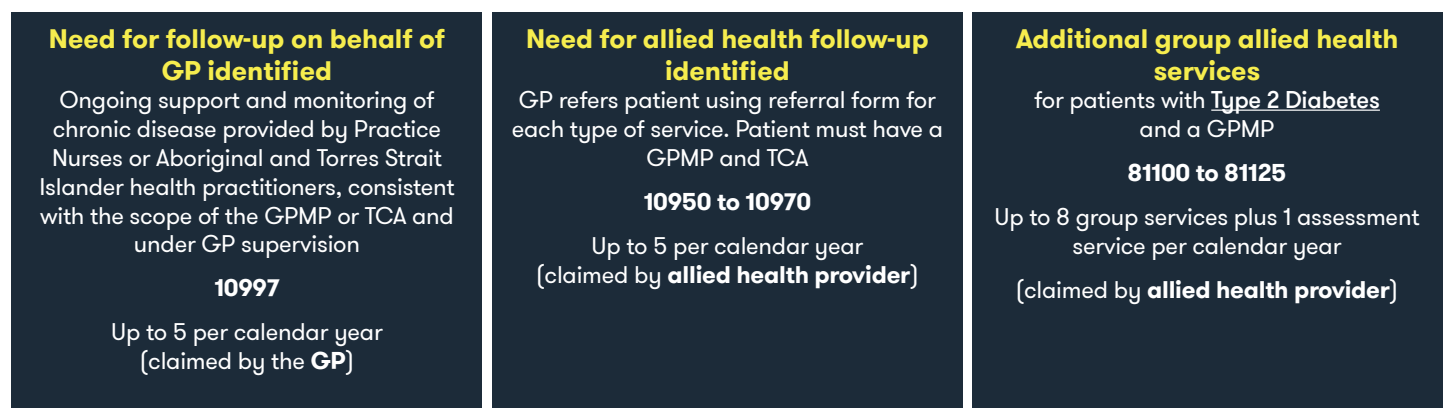 Need for follow-up on behalf of
GP identified
Ongoing support and monitoring of
chronic disease provided by Practice
Nurses or Aboriginal and Torres Strait
Islander health practitioners, consistent
with the scope of the GPMP or TCA and
under GP supervision
10997
Up to 5 per calendar year
(claimed by the GP)
Need for allied health follow-up
identified
GP refers patient using referral form for
each type of service. Patient must have a
GPMP and TCA
10950 to 10970
Up to 5 per calendar year
(claimed by allied health provider)
Additional group allied health
services
for patients with Type 2 Diabetes
and a GPMP
81100 to 81125
Up to 8 group services plus 1 assessment
service per calendar year
(claimed by allied health provider)